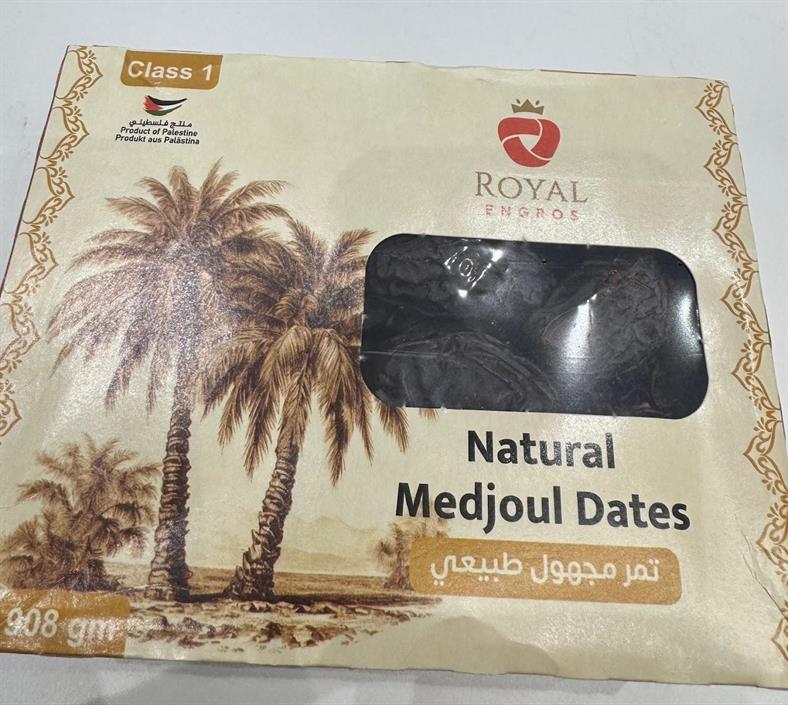 Class 1
منتج فلسطيني
Product of Palestine
Produkt aus Palästina
ROYAL
ENGROS
Natural
Medjoul Dates
تمر مجهول طبيعي
908 gm